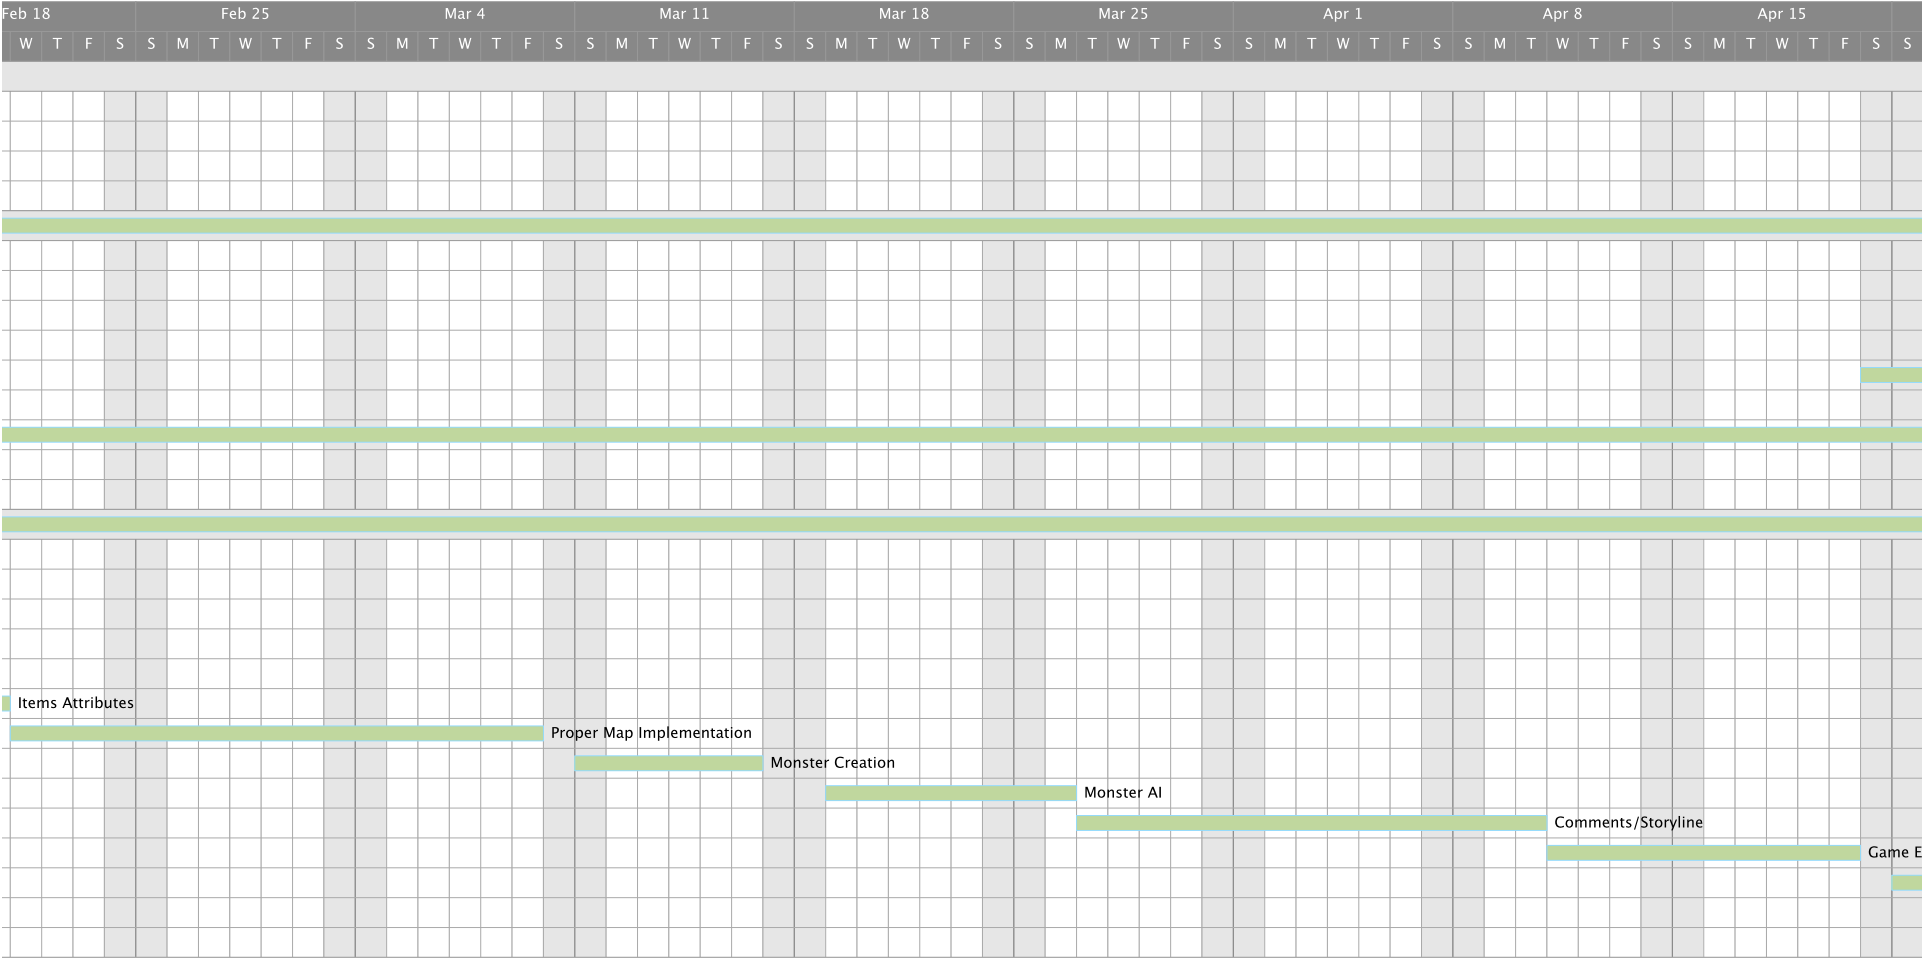 Feb 18 Feb 25 Mar 4 Mar 11 Mar 18 Mar 25 Apr 1 Apr 8 Apr 15
W T F S S M T W T F S S M T W T F S S M T W T F S S M T W T F S S M T W T F S S M T W T F S S M T W T F S S M T W T F S S
Items Attributes
Proper Map Implementation
Monster Creation
Monster AI
Comments/Storyline
Game E